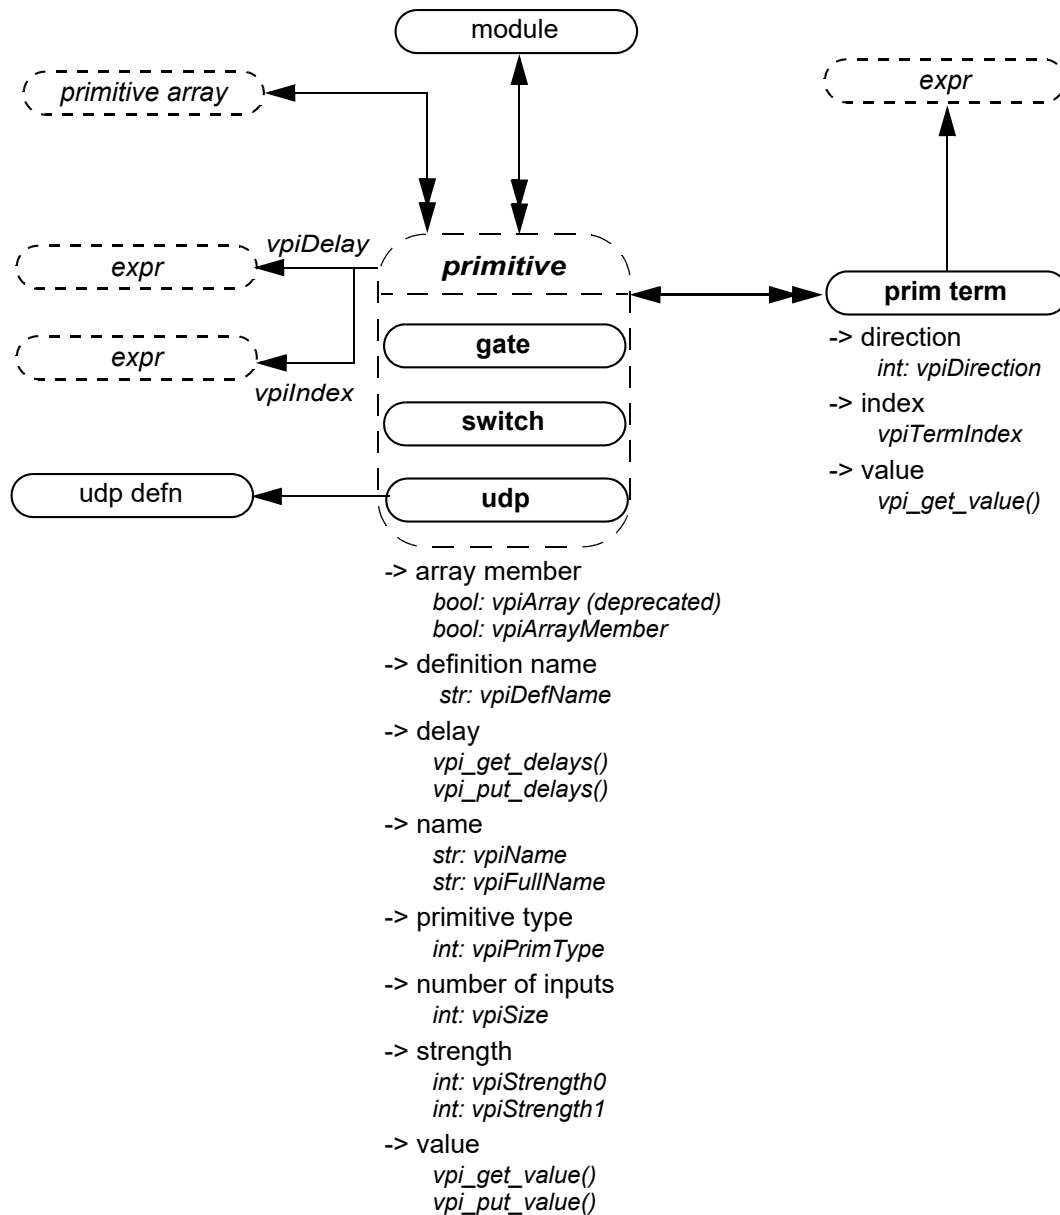 module
primitive array
expr
vpiDelay
expr
primitive
expr
vpiIndex
gate
prim term
-> direction
int: vpiDirection
-> index
vpiTermIndex
-> value
vpi_get_value()
switch
udp defn
udp
-> array member
bool: vpiArray (deprecated)
bool: vpiArrayMember
-> definition name
str: vpiDefName
-> delay
vpi_get_delays()
vpi_put_delays()
-> name
str: vpiName
str: vpiFullName
-> primitive type
int: vpiPrimType
-> number of inputs
int: vpiSize
-> strength
int: vpiStrength0
int: vpiStrength1
-> value
vpi_get_value()
vpi_put_value()